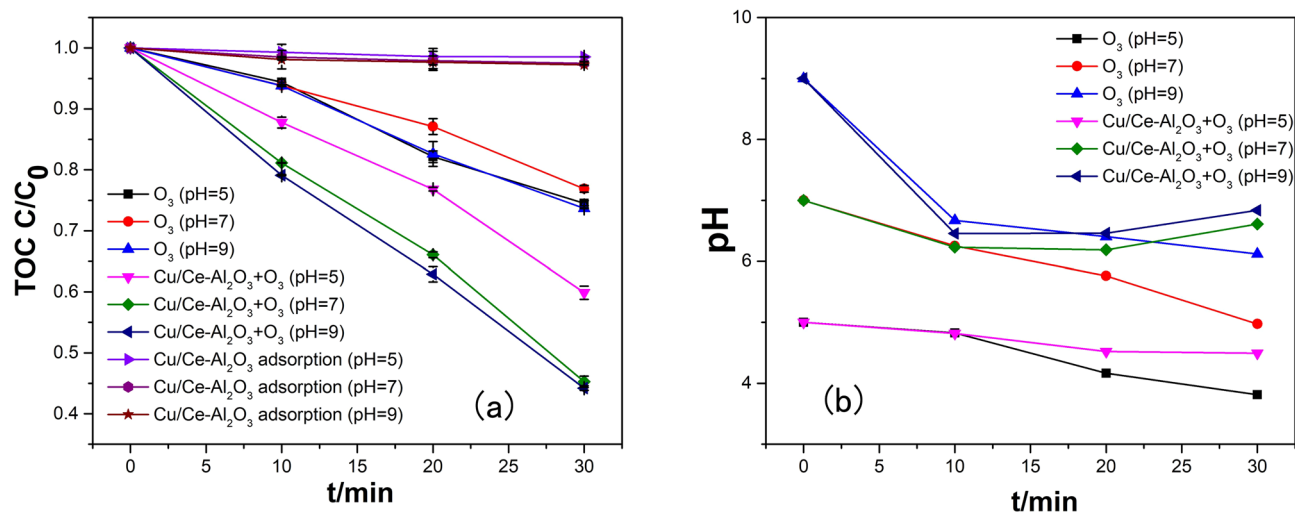 1.0
0.9
0.8
0.7
0.6
0.5
0.4
TOC C/C₀
O₃ (pH=5)
O₃ (pH=7)
O₃ (pH=9)
Cu/Ce-Al₂O₃+O₃ (pH=5)
Cu/Ce-Al₂O₃+O₃ (pH=7)
Cu/Ce-Al₂O₃+O₃ (pH=9)
Cu/Ce-Al₂O₃ adsorption (pH=5)
Cu/Ce-Al₂O₃ adsorption (pH=7)
Cu/Ce-Al₂O₃ adsorption (pH=9)
(a)
0 5 10 15 20 25 30
t/min
10
8
6
4
pH
O₃ (pH=5)
O₃ (pH=7)
O₃ (pH=9)
Cu/Ce-Al₂O₃+O₃ (pH=5)
Cu/Ce-Al₂O₃+O₃ (pH=7)
Cu/Ce-Al₂O₃+O₃ (pH=9)
(b)
0 5 10 15 20 25 30
t/min